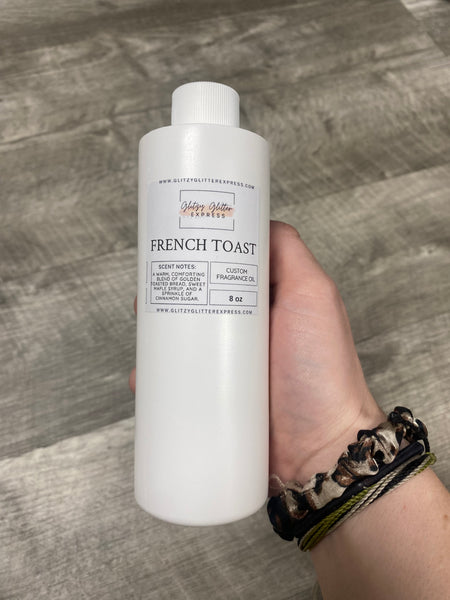 WWW.GLITZYGLITTEREXPRESS.COM
Glitzy Glitter
EXPRESS
FRENCH TOAST
SCENT NOTES:
A WARM, COMFORTING
BLEND OF GOLDEN
TOASTED BREAD, SWEET
MAPLE SYRUP, AND A
SPRINKLE OF
CINNAMON SUGAR.
CUSTOM
FRAGRANCE OIL
8 oz
WWW.GLITZYGLITTEREXPRESS.COM